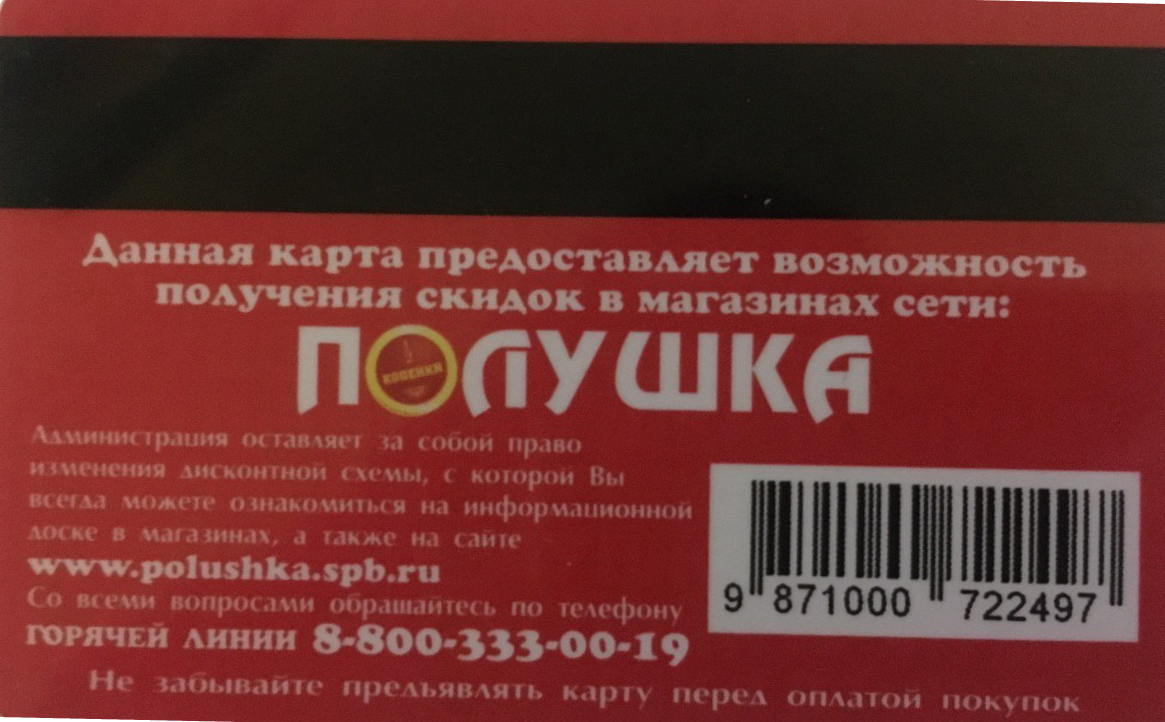 Данная карта предоставляет возможность
получения скидок в магазинах сети:
ПОЛУШКА
КОПЕЙКИ
Администрация оставляет за собой право
изменения дисконтной схемы, с которой Вы
всегда можете ознакомиться на информационной
доске в магазинах, а также на сайте
www.polushka.spb.ru
Со всеми вопросами обращайтесь по телефону
ГОРЯЧЕЙ ЛИНИИ 8-800-333-00-19
9 871000 722497
Не забывайте предъявлять карту перед оплатой покупок